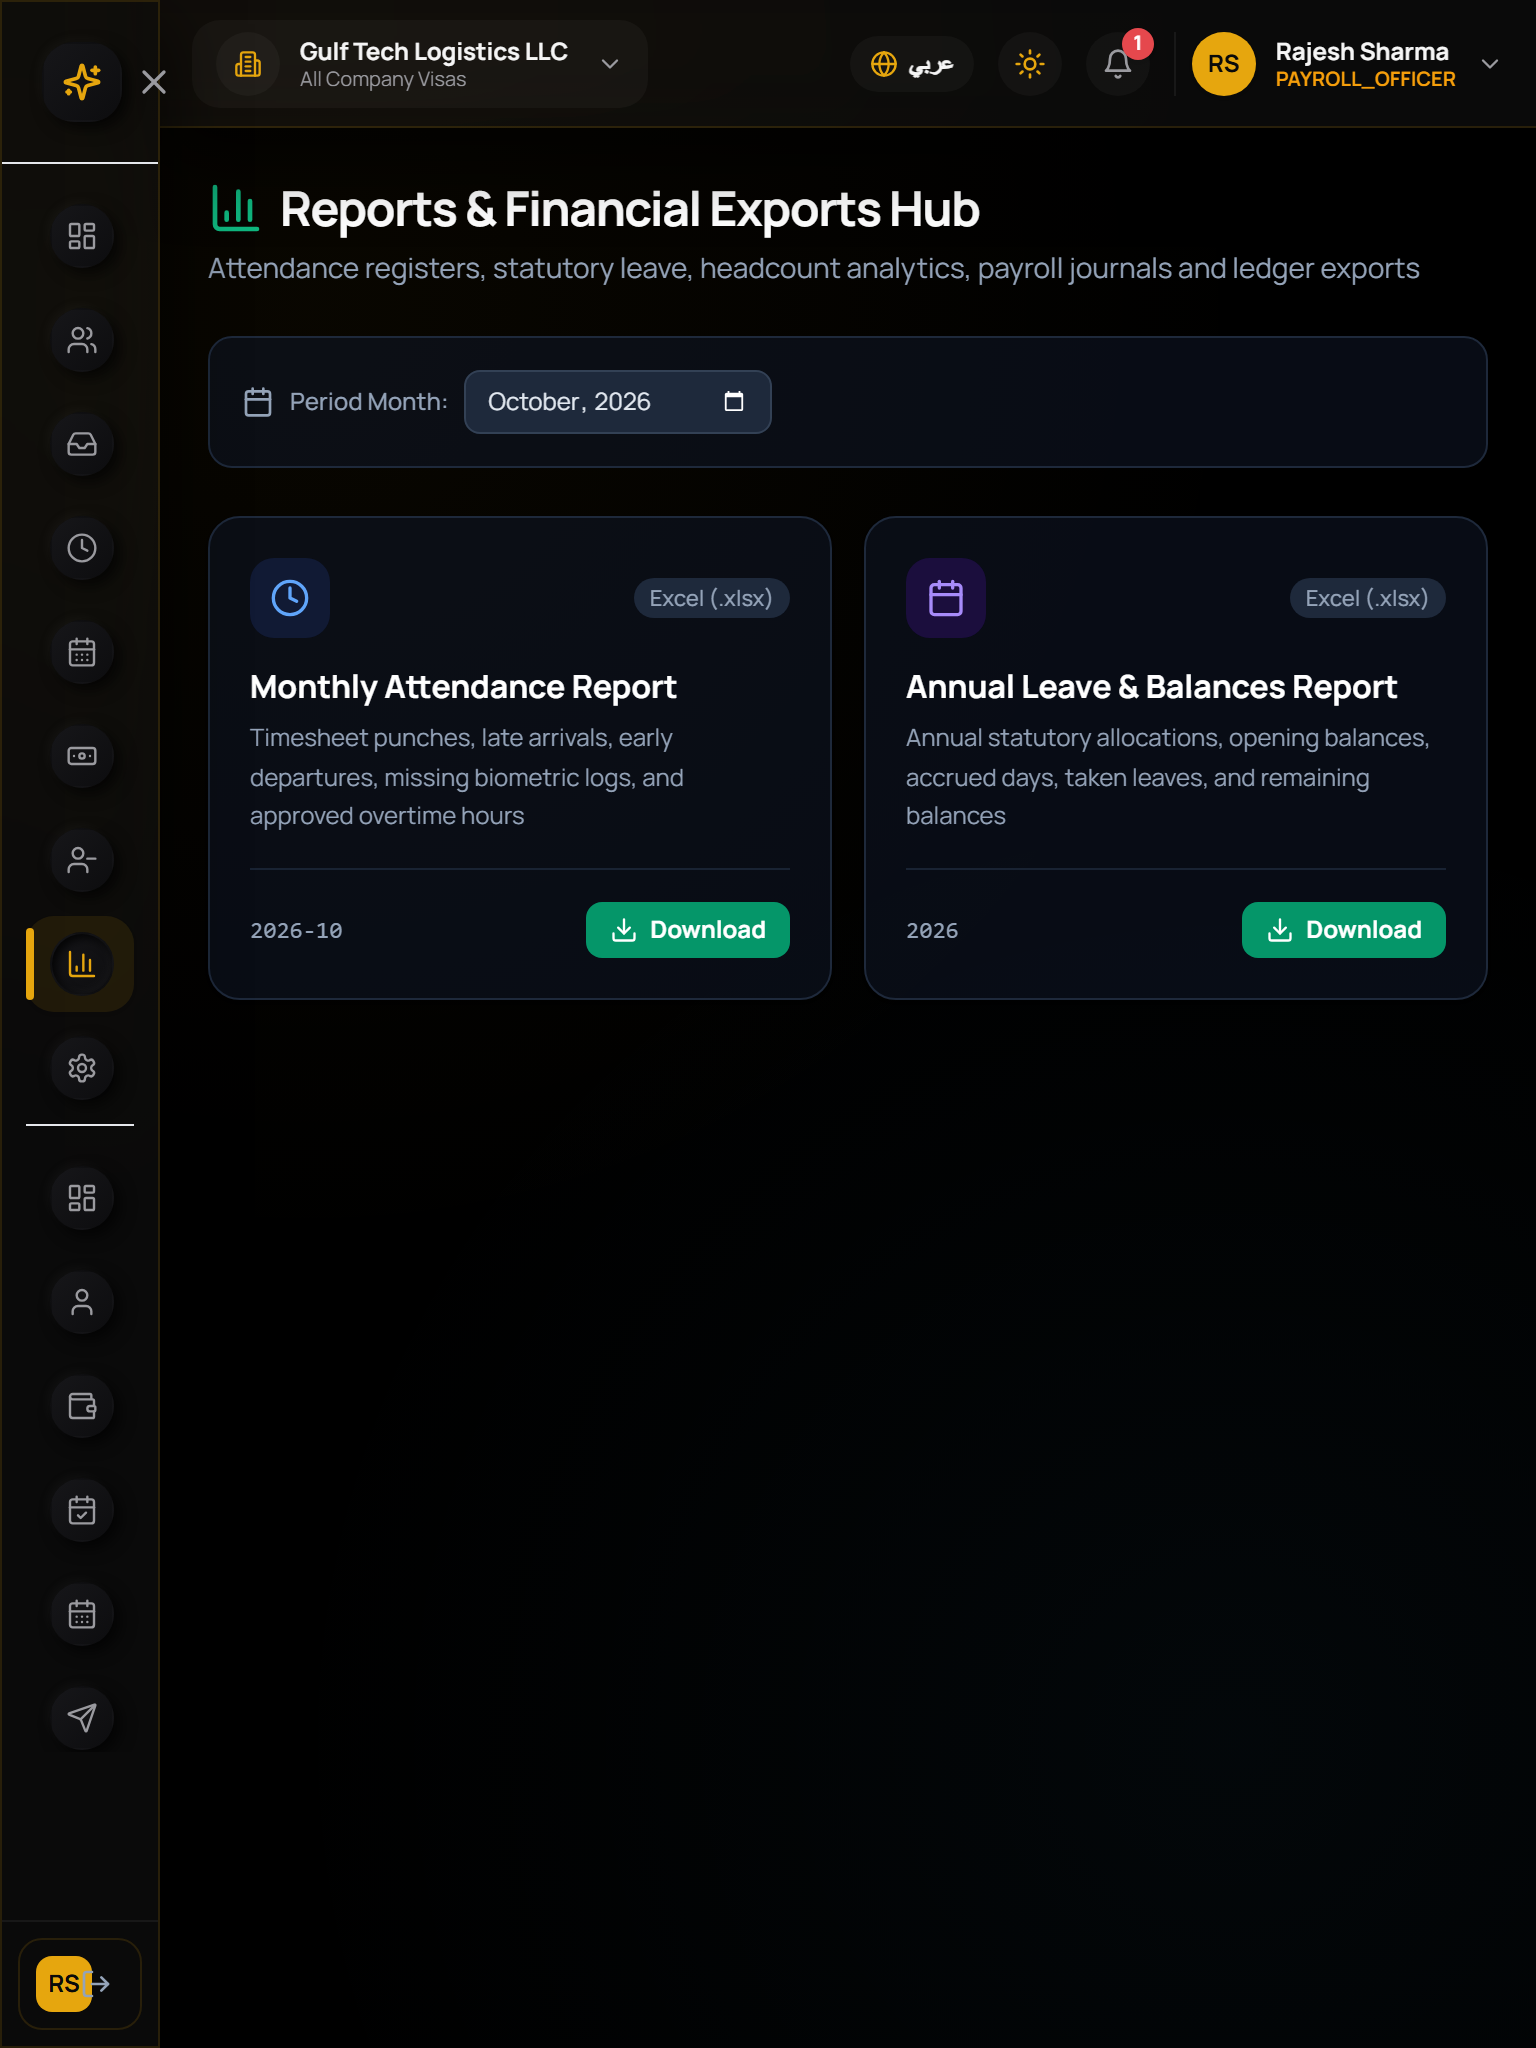 Gulf Tech Logistics LLC
All Company Visas
عربي
1
RS
Rajesh Sharma
PAYROLL_OFFICER
Reports & Financial Exports Hub
Attendance registers, statutory leave, headcount analytics, payroll journals and ledger exports
Period Month:
October, 2026
Excel (.xlsx)
Monthly Attendance Report
Timesheet punches, late arrivals, early
departures, missing biometric logs, and
approved overtime hours
2026-10
Download
Excel (.xlsx)
Annual Leave & Balances Report
Annual statutory allocations, opening balances,
accrued days, taken leaves, and remaining
balances
2026
Download
RS